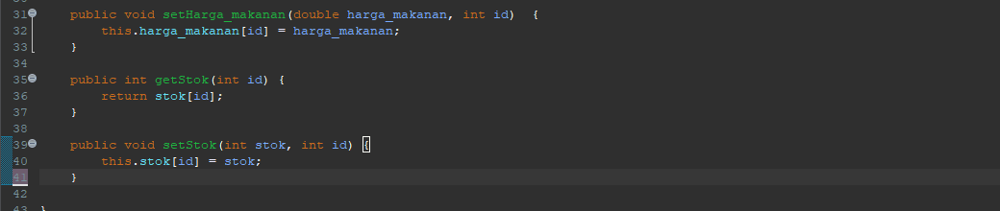 31 public void setHarga_makanan(double harga_makanan, int id)  {
32 this.harga_makanan[id] = harga_makanan;
33 }
34
35 public int getStok(int id) {
36 return stok[id];
37 }
38
39 public void setStok(int stok, int id) {
40 this.stok[id] = stok;
41 }
42
43 }